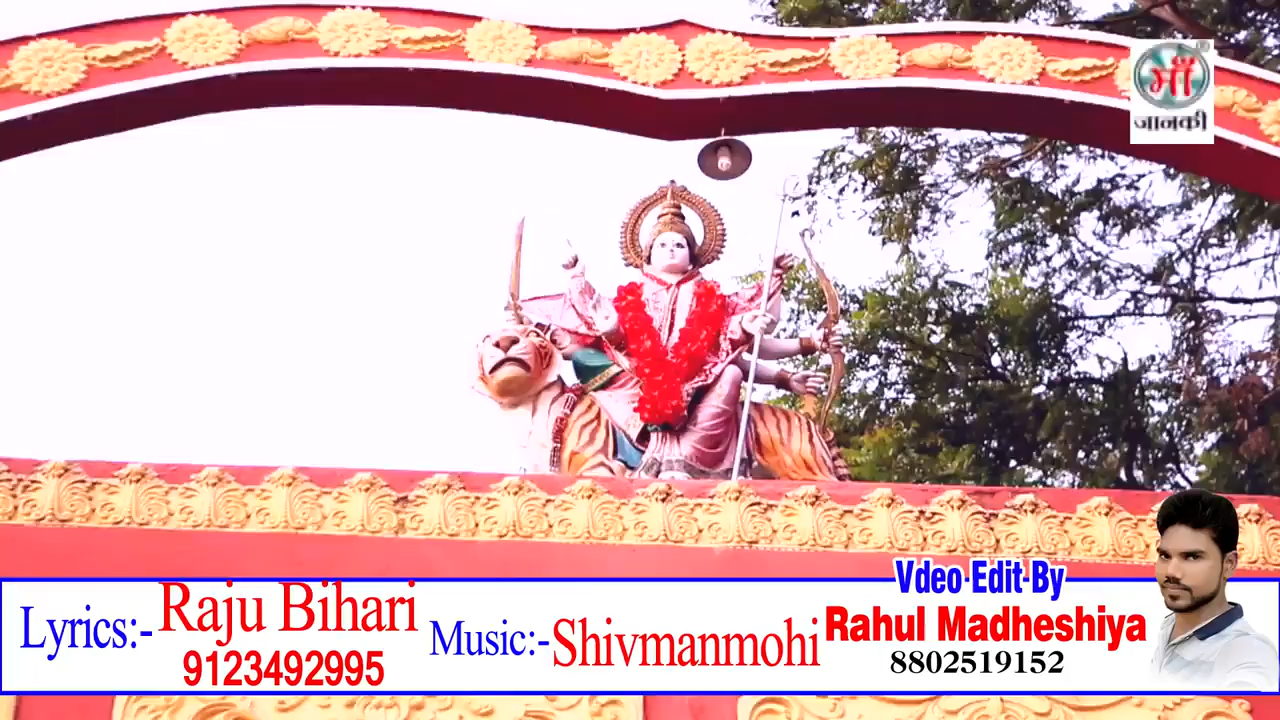 माँ
जानकी
Vdeo Edit By
Lyrics:- Raju Bihari Music:- Shivmanmohi Rahul Madheshiya
9123492995 8802519152